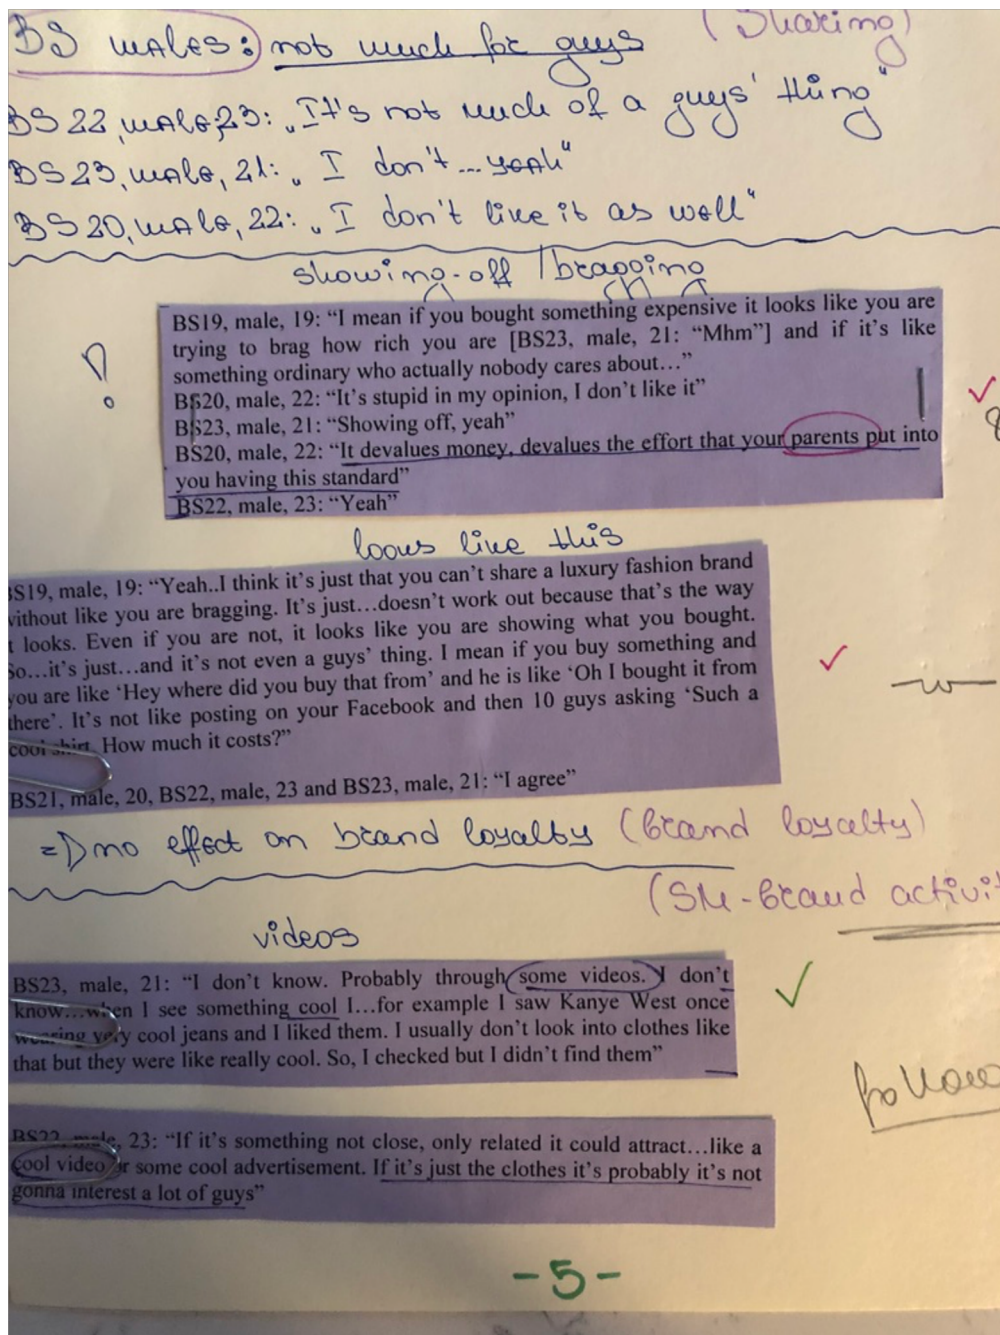 BS MALES: not much for guys (Sharing)
BS 22, male, 23: „It's not much of a guys' thing"
BS 23, male, 21: „I don't ... yeah"
BS 20, male, 22: „I don't like it as well"
showing-off / bragging
BS19, male, 19: “I mean if you bought something expensive it looks like you are
trying to brag how rich you are [BS23, male, 21: “Mhm”] and if it’s like
something ordinary who actually nobody cares about…”
BS20, male, 22: “It’s stupid in my opinion, I don’t like it”
BS23, male, 21: “Showing off, yeah”
BS20, male, 22: “It devalues money, devalues the effort that your parents put into
you having this standard”
BS22, male, 23: “Yeah”
looks like this
BS19, male, 19: “Yeah..I think it’s just that you can’t share a luxury fashion brand
without like you are bragging. It’s just…doesn’t work out because that’s the way
t looks. Even if you are not, it looks like you are showing what you bought.
So…it’s just…and it’s not even a guys’ thing. I mean if you buy something and
you are like ‘Hey where did you buy that from’ and he is like ‘Oh I bought it from
there’. It’s not like posting on your Facebook and then 10 guys asking ‘Such a
cool shirt. How much it costs?”
BS21, male, 20, BS22, male, 23 and BS23, male, 21: “I agree”
=> no effect on brand loyalty (brand loyalty)
(SM-brand activi
videos
BS23, male, 21: “I don’t know. Probably through some videos. I don’t
know…when I see something cool I…for example I saw Kanye West once
wearing very cool jeans and I liked them. I usually don’t look into clothes like
that but they were like really cool. So, I checked but I didn’t find them”
follow
BS22, male, 23: “If it’s something not close, only related it could attract…like a
cool video or some cool advertisement. If it’s just the clothes it’s probably it’s not
gonna interest a lot of guys”
-5-